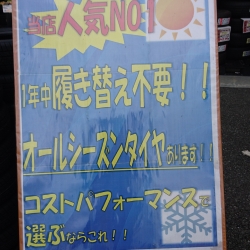 当店人気NO1
1年中履き替え不要！！
オールシーズンタイヤあります！！
コストパフォーマンスで
選ぶならこれ！！